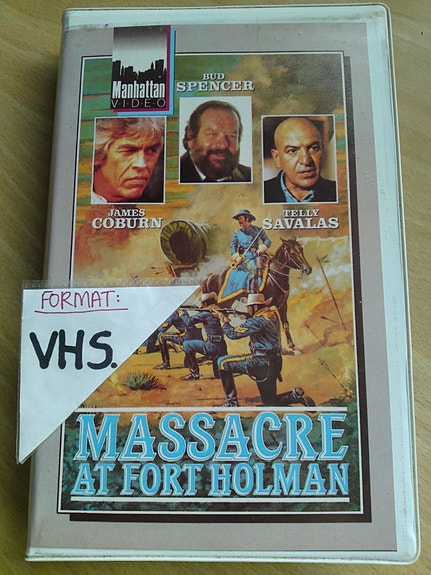 Manhattan
VIDEO
BUD
SPENCER
JAMES
COBURN
TELLY
SAVALAS
FORMAT:
VHS.
MASSACRE
AT FORT HOLMAN